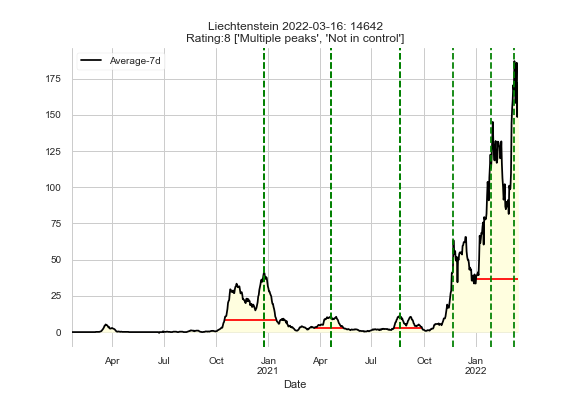 Liechtenstein 2022-03-16: 14642
Rating:8 ['Multiple peaks', 'Not in control']
Average-7d
175
150
125
100
75
50
25
0
Apr Jul Oct Jan Apr Jul Oct Jan
2021 2022
Date